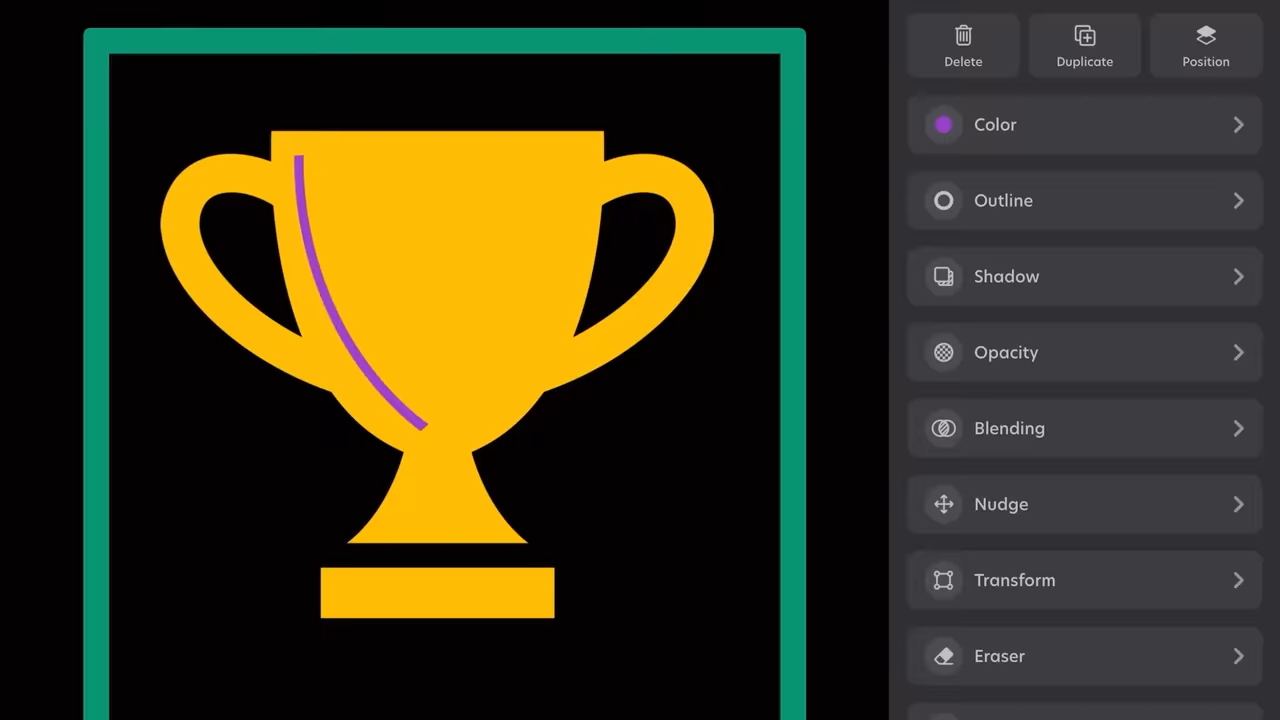 Delete
Duplicate
Position
Color
Outline
Shadow
Opacity
Blending
Nudge
Transform
Eraser